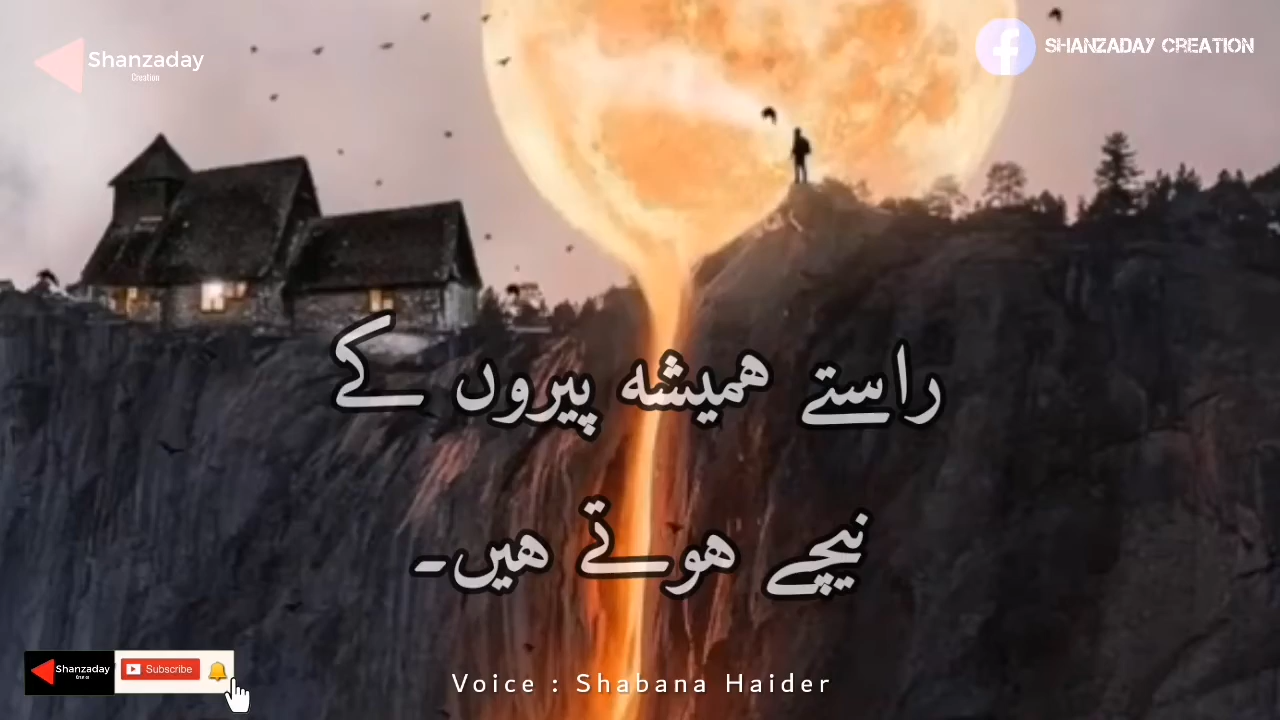 Shanzaday
Creation
SHANZADAY CREATION
راستے ہمیشہ پیروں کے
نیچے ہوتے ہیں۔
Shanzaday
Subscribe
Voice : Shabana Haider